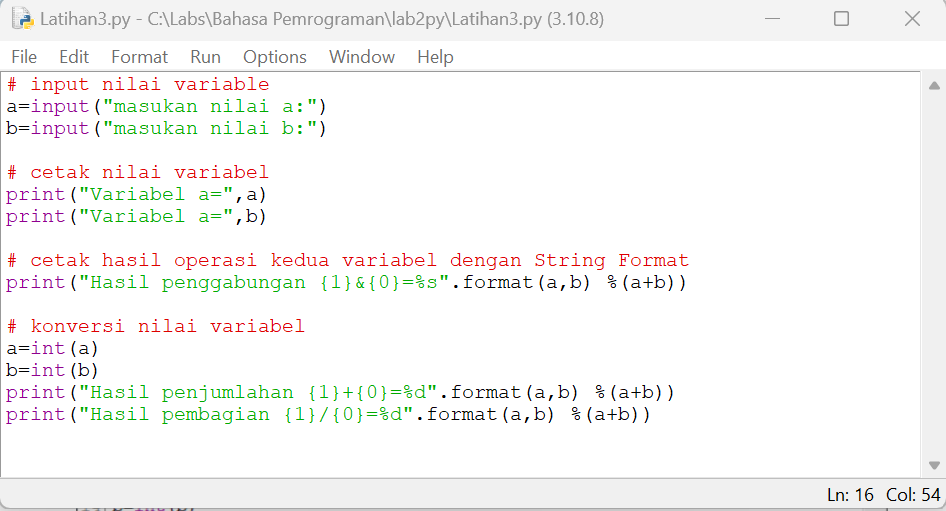 Latihan3.py - C:\Labs\Bahasa Pemrograman\lab2py\Latihan3.py (3.10.8)
File Edit Format Run Options Window Help
# input nilai variable
a=input("masukan nilai a:")
b=input("masukan nilai b:")
# cetak nilai variabel
print("Variabel a=",a)
print("Variabel a=",b)
# cetak hasil operasi kedua variabel dengan String Format
print("Hasil penggabungan {1}&{0}=%s".format(a,b) %(a+b))
# konversi nilai variabel
a=int(a)
b=int(b)
print("Hasil penjumlahan {1}+{0}=%d".format(a,b) %(a+b))
print("Hasil pembagian {1}/{0}=%d".format(a,b) %(a+b))
Ln: 16 Col: 54